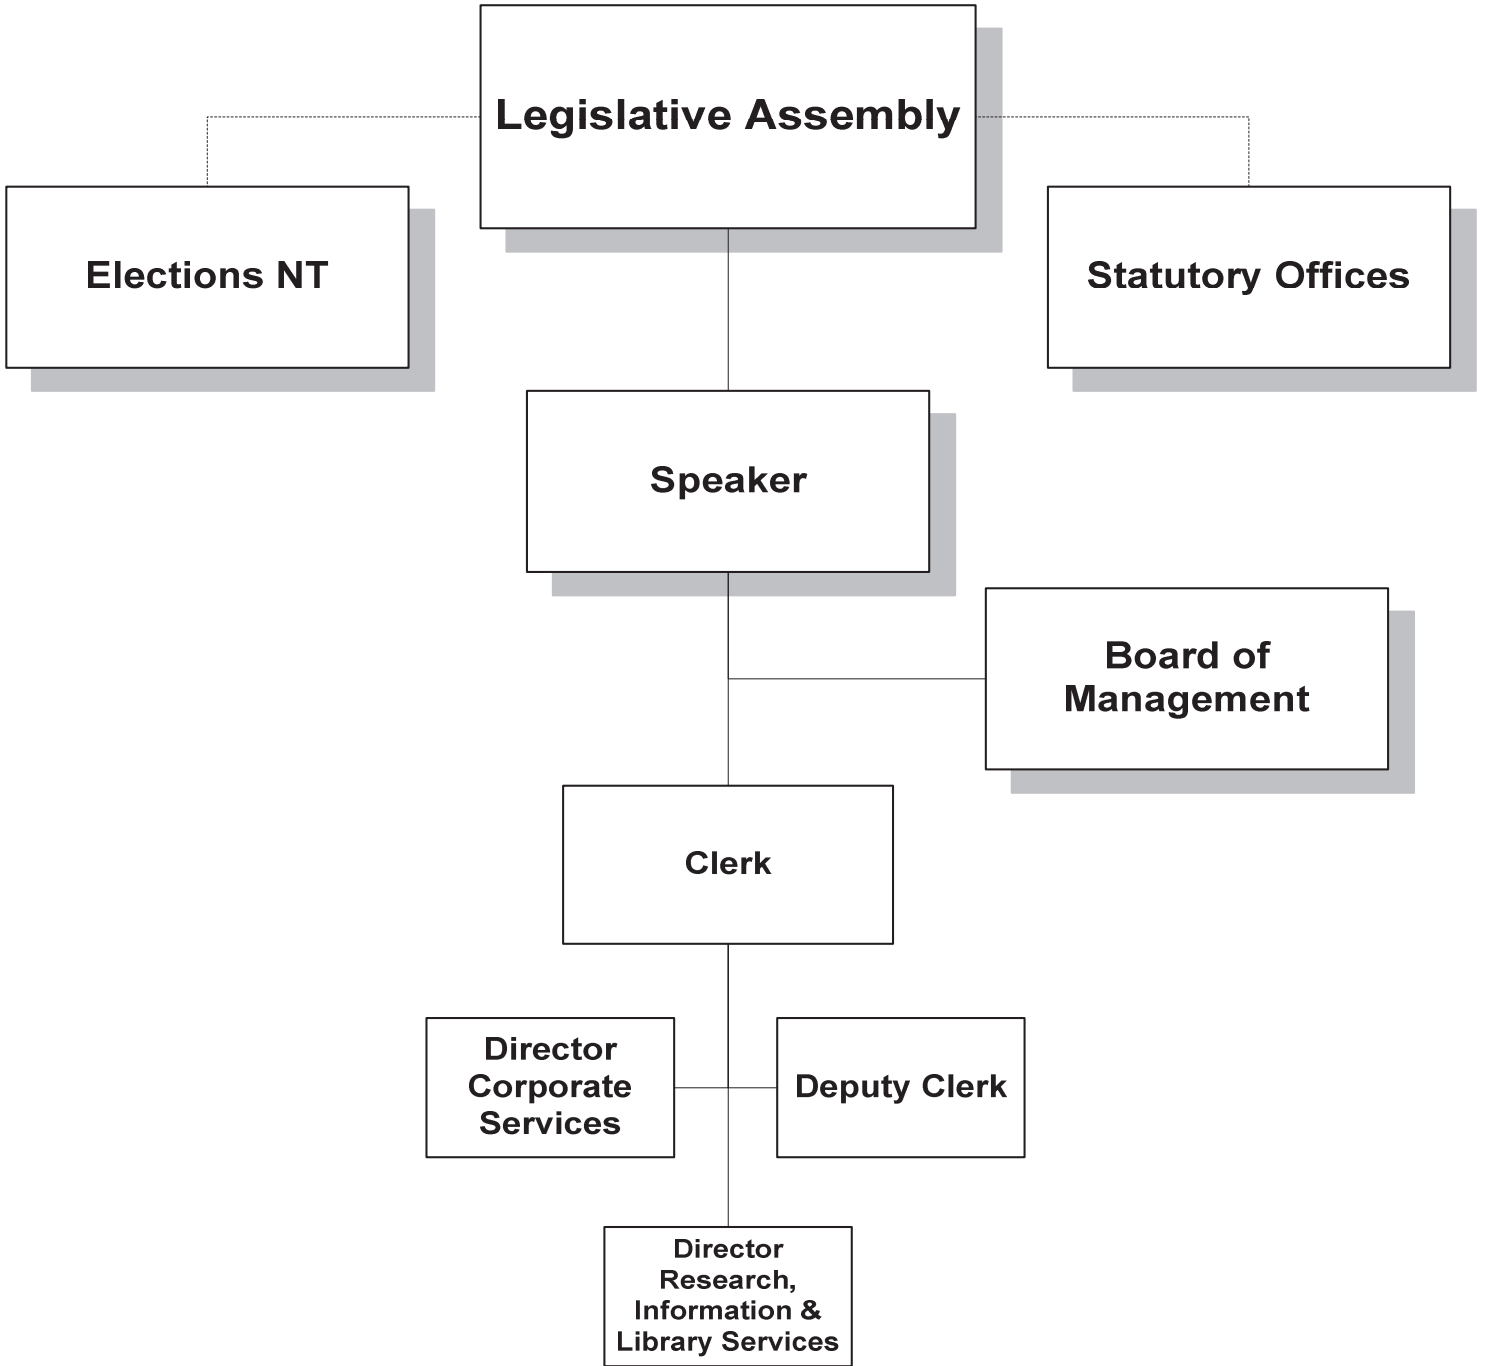 Legislative Assembly
Elections NT
Statutory Offices
Speaker
Board of
Management
Clerk
Director
Corporate
Services
Deputy Clerk
Director
Research,
Information &
Library Services